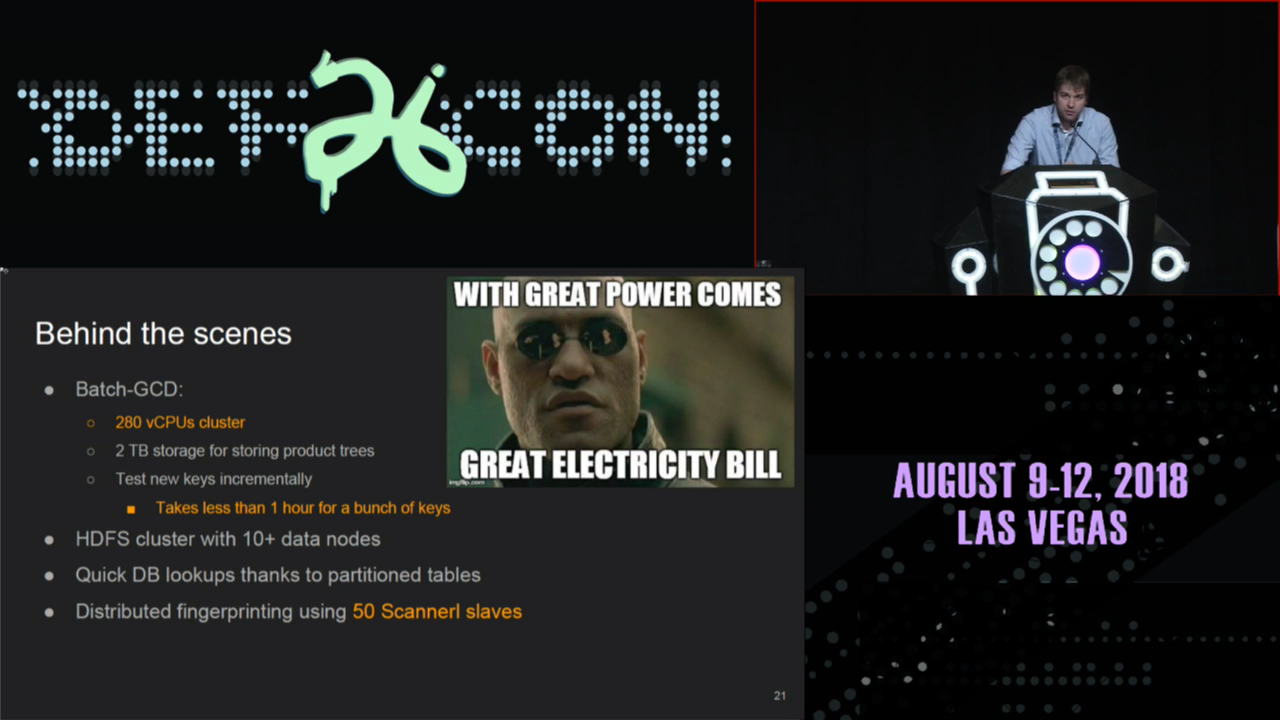 DEF 26 CON
Behind the scenes
WITH GREAT POWER COMES
GREAT ELECTRICITY BILL
imgflip.com
● Batch-GCD:
○ 280 vCPUs cluster
○ 2 TB storage for storing product trees
○ Test new keys incrementally
■ Takes less than 1 hour for a bunch of keys
● HDFS cluster with 10+ data nodes
● Quick DB lookups thanks to partitioned tables
● Distributed fingerprinting using 50 Scannerl slaves
21
AUGUST 9-12, 2018
LAS VEGAS